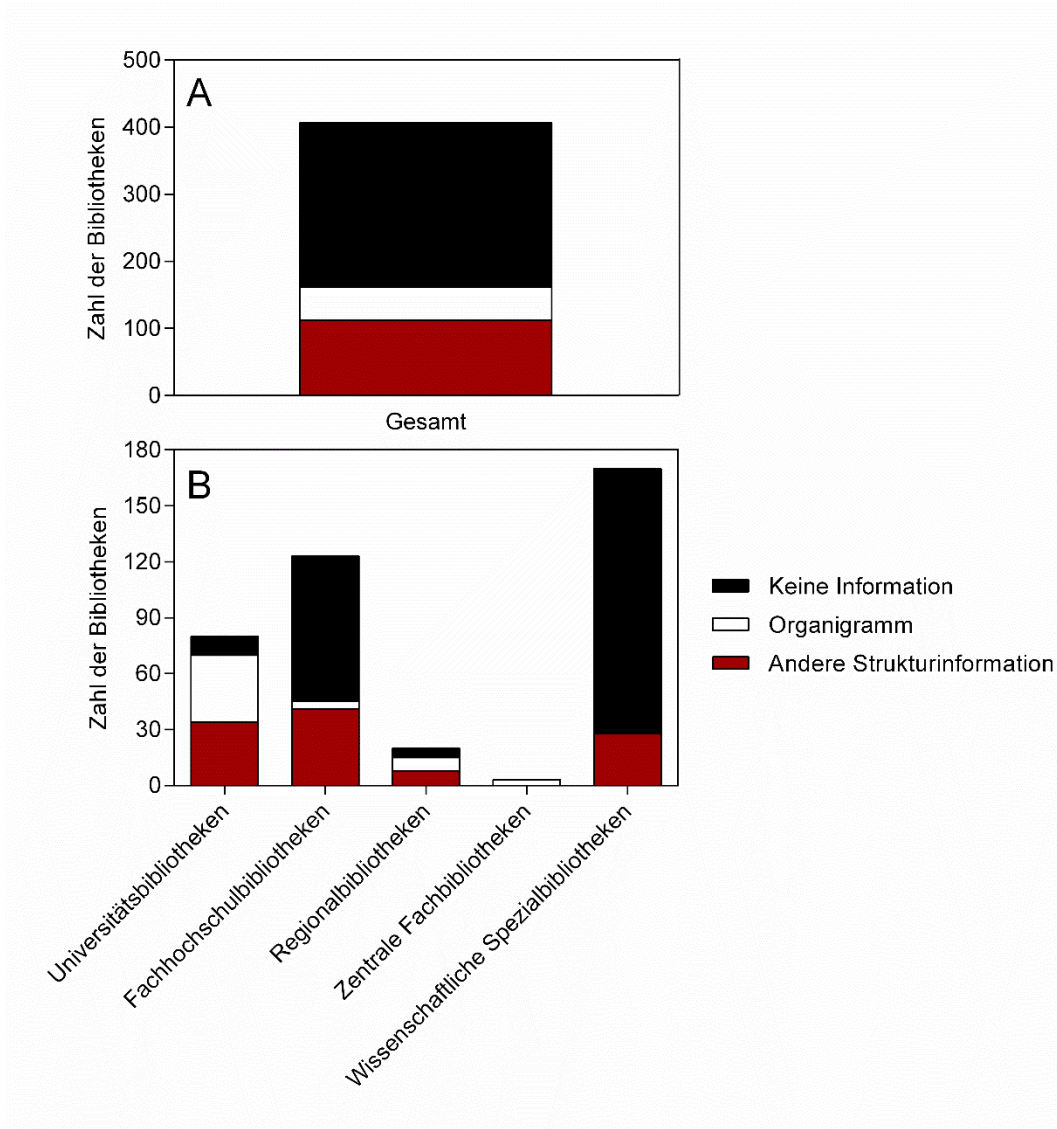 500
A
400
300
200
100
0
Zahl der Bibliotheken
Gesamt
180
B
150
120
90
60
30
0
Zahl der Bibliotheken
Keine Information
Organigramm
Andere Strukturinformation
Universitätsbibliotheken
Fachhochschulbibliotheken
Regionalbibliotheken
Zentrale Fachbibliotheken
Wissenschaftliche Spezialbibliotheken